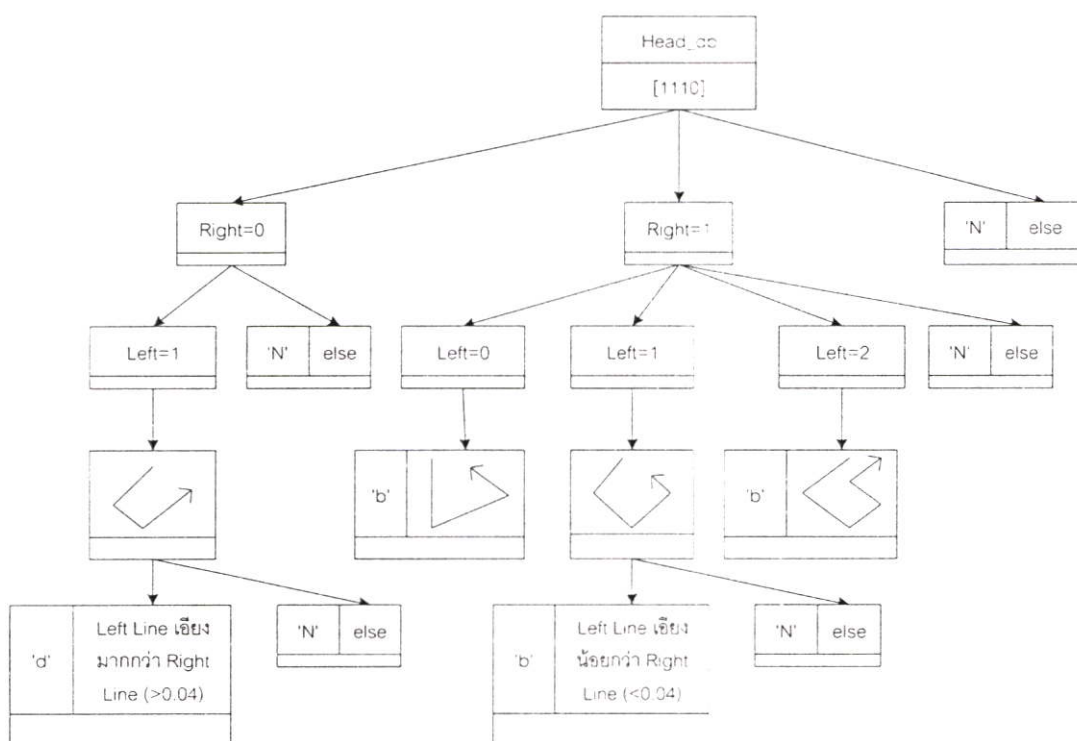 [1110]
Right=0
Right=1
'N' else
Left=1
'N' else
Left=0
Left=1
Left=2
'N' else
'b'
'b'
'd'
Left Line เอียง
มากกว่า Right
Line (>0.04)
'N' else
'b'
Left Line เอียง
น้อยกว่า Right
Line (<0.04)
'N' else